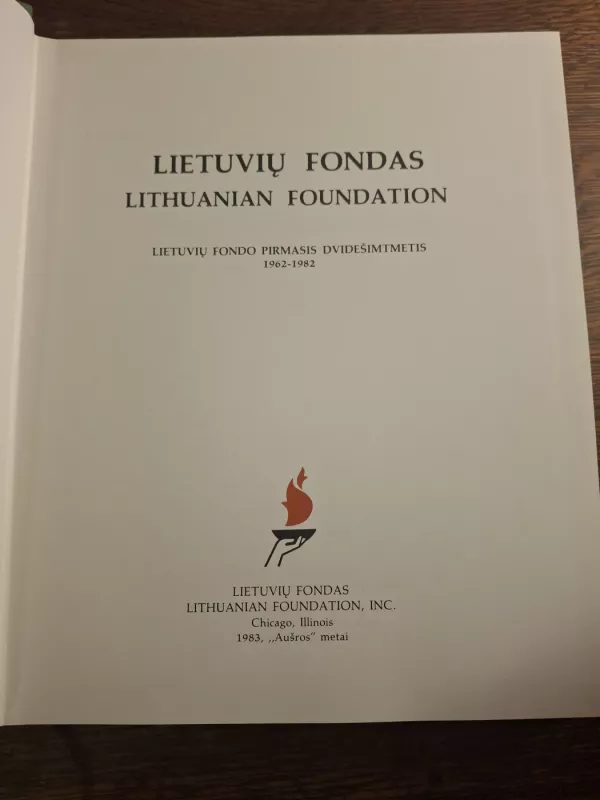 LIETUVIŲ FONDAS
LITHUANIAN FOUNDATION
LIETUVIŲ FONDO PIRMASIS DVIDEŠIMTMETIS
1962-1982
LIETUVIŲ FONDAS
LITHUANIAN FOUNDATION, INC.
Chicago, Illinois
1983, ,,Aušros" metai